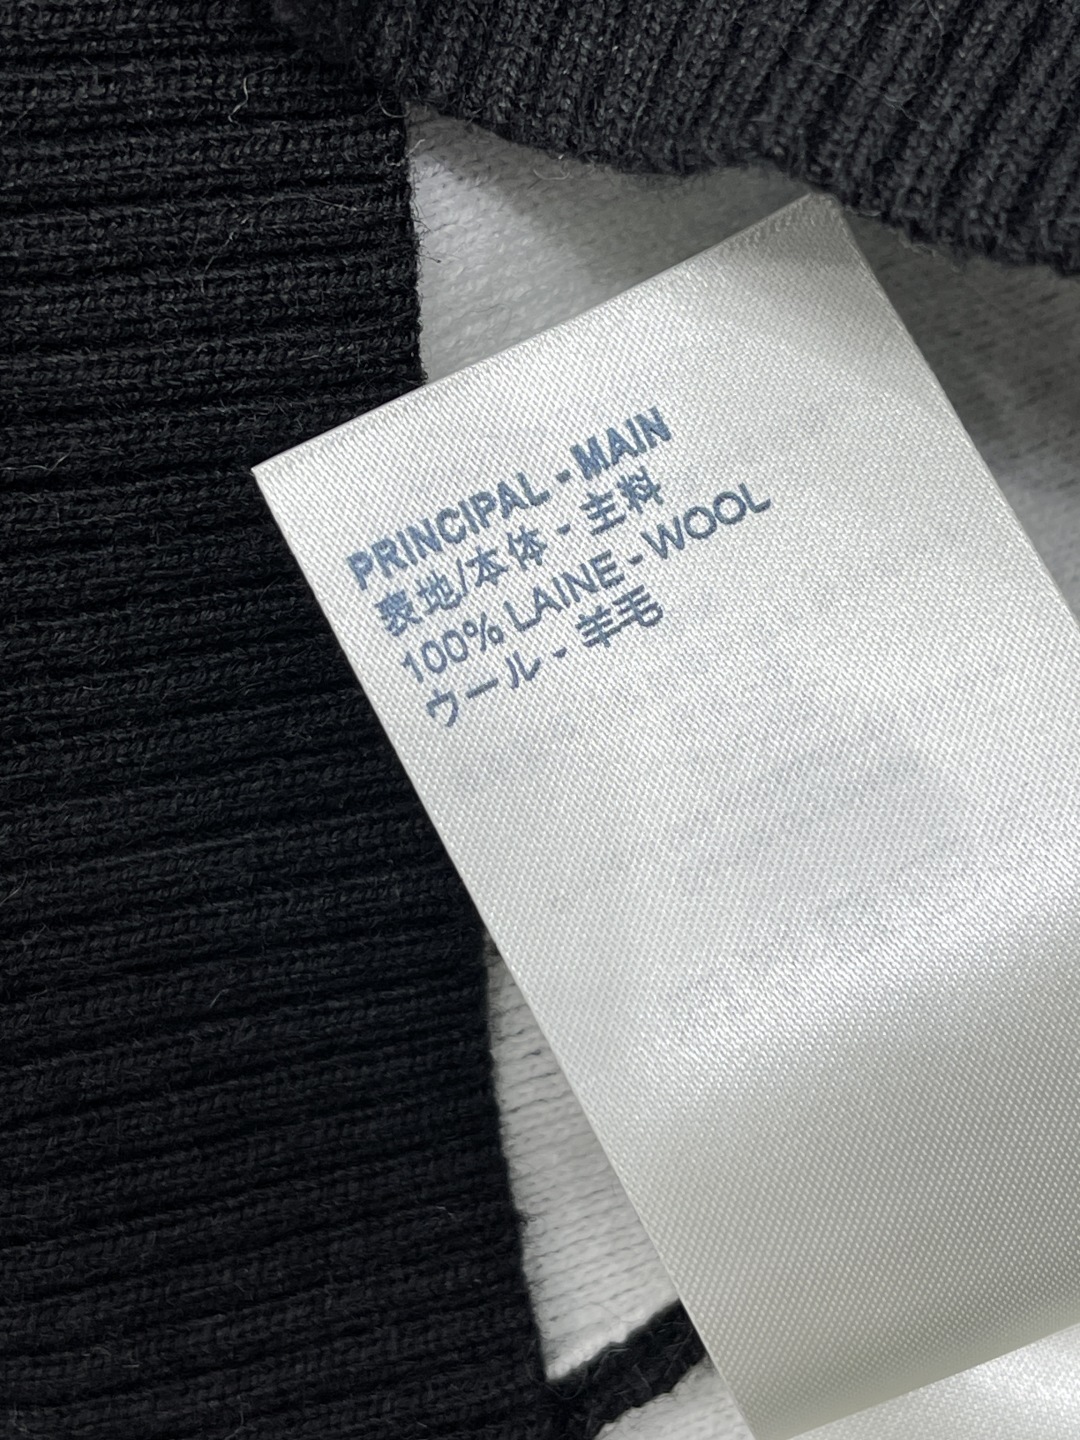 PRINCIPAL - MAIN
表地/本体 - 主料
100% LAINE - WOOL
ウール - 羊毛